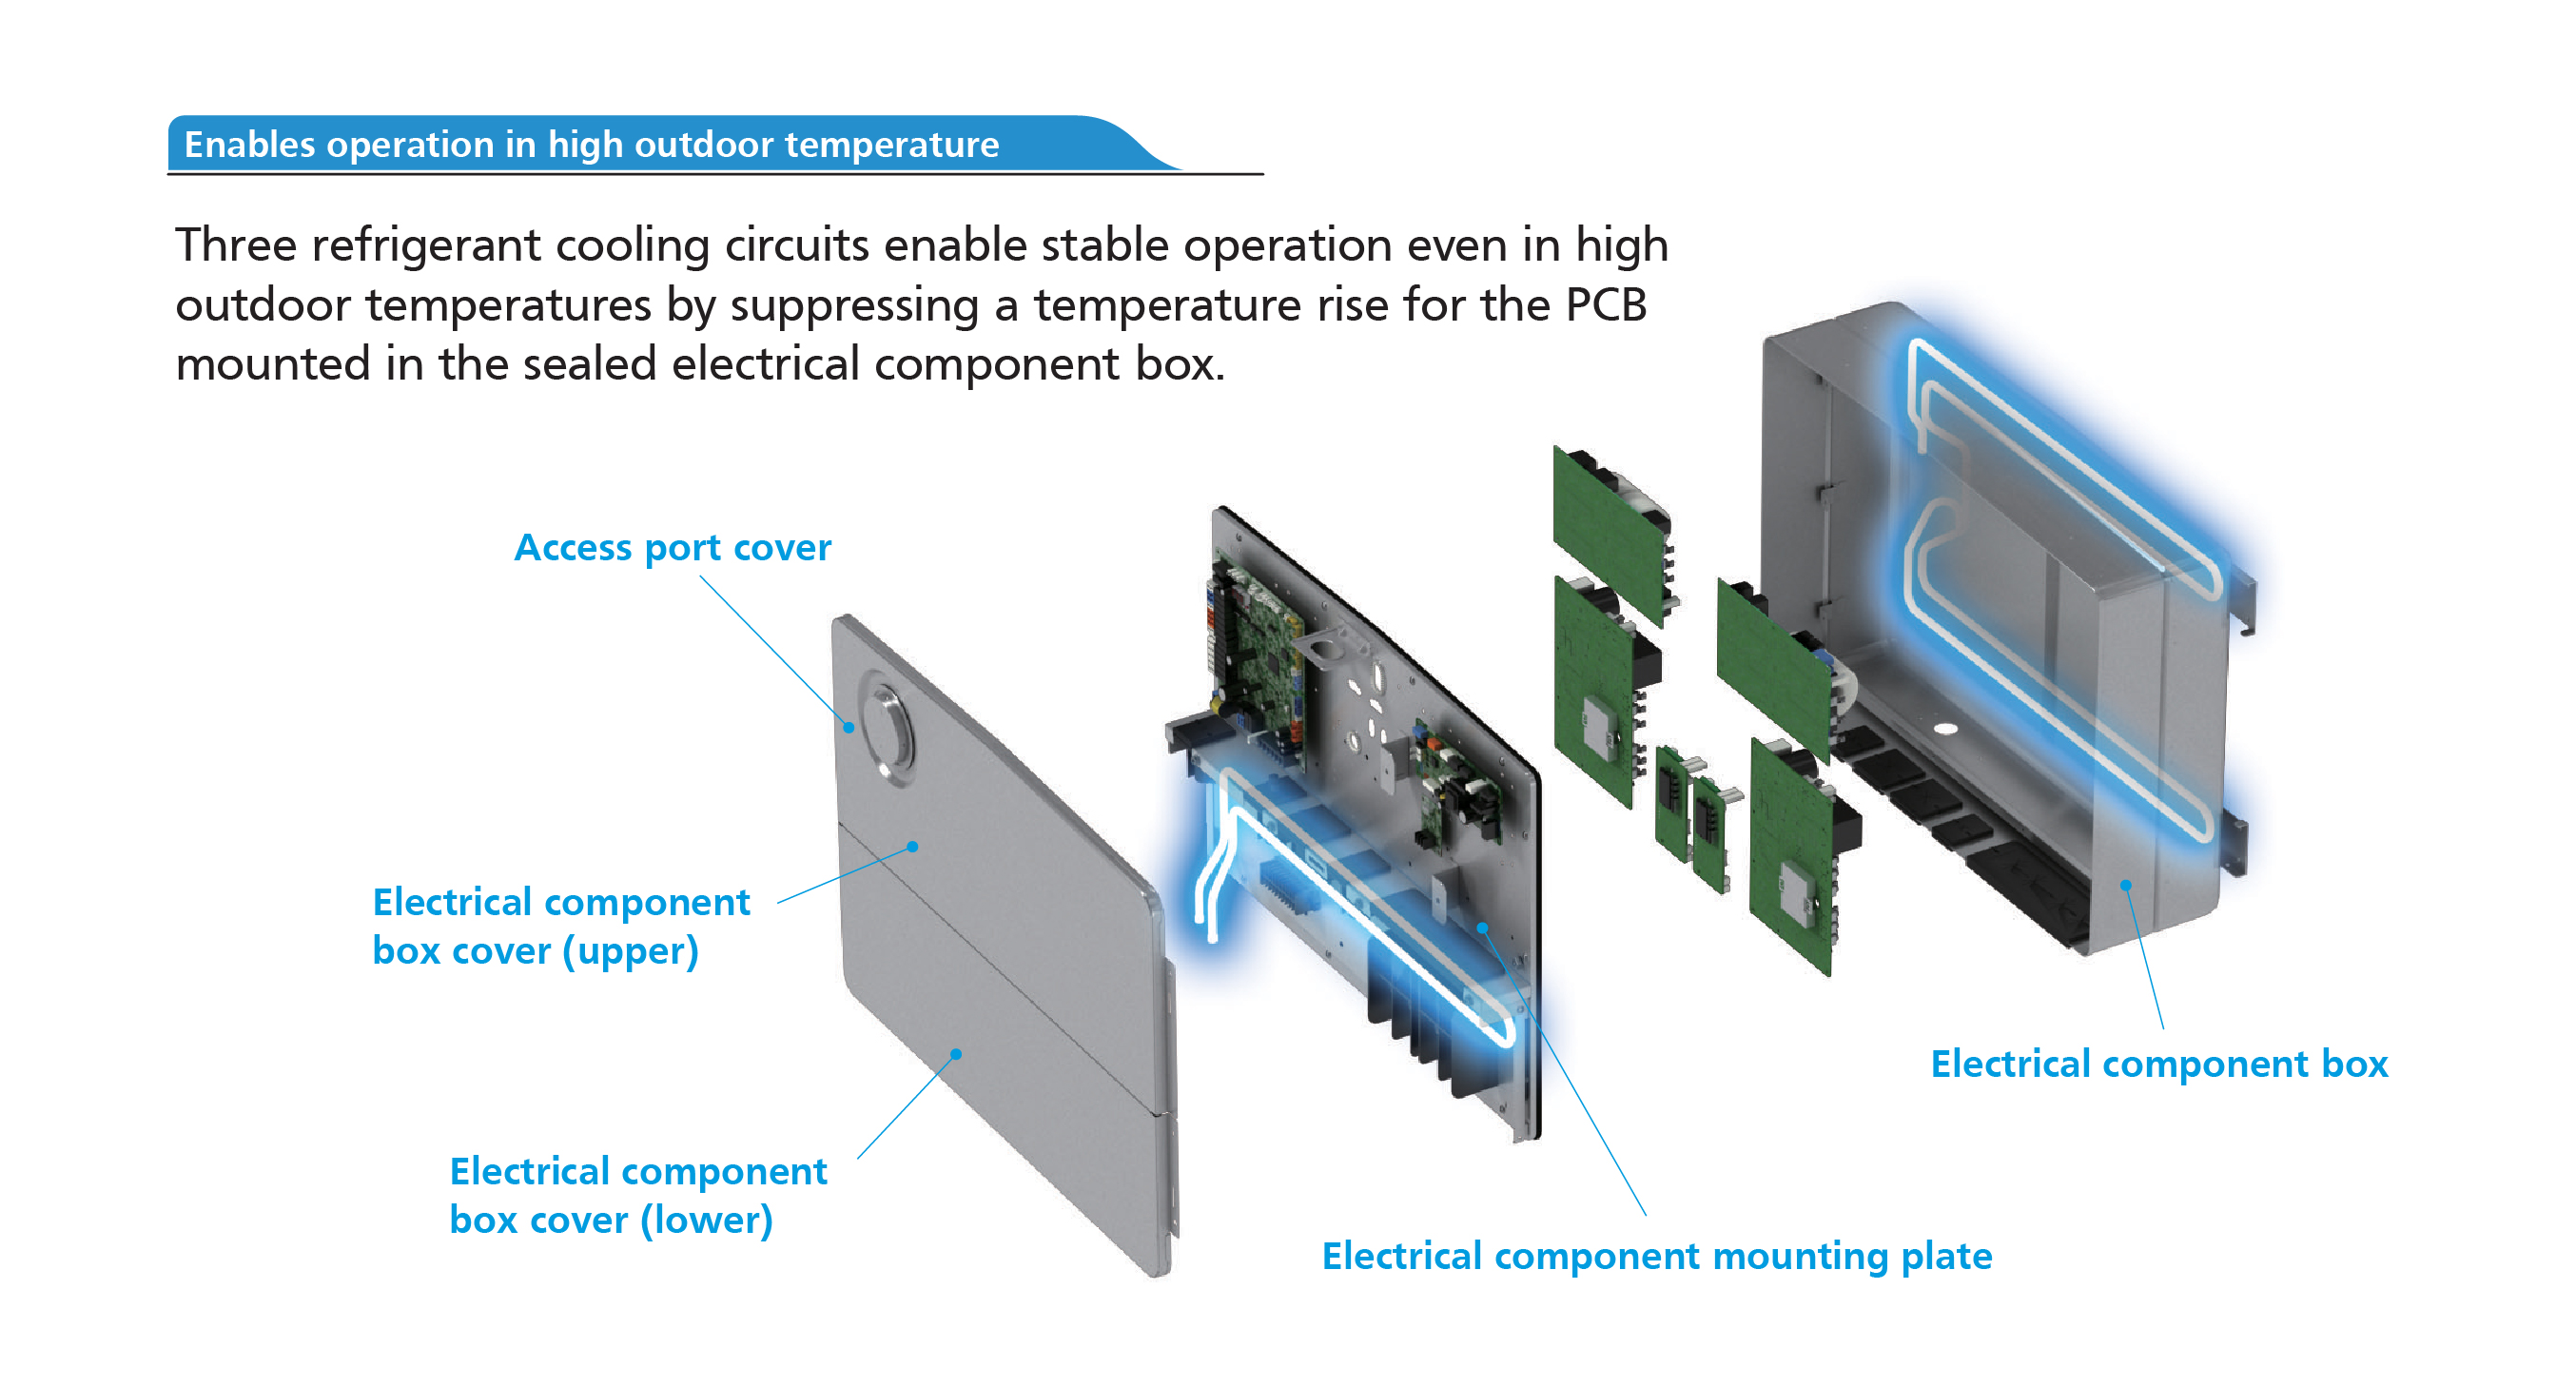 Enables operation in high outdoor temperature
Three refrigerant cooling circuits enable stable operation even in high
outdoor temperatures by suppressing a temperature rise for the PCB
mounted in the sealed electrical component box.
Access port cover
Electrical component
box cover (upper)
Electrical component
box cover (lower)
Electrical component box
Electrical component mounting plate